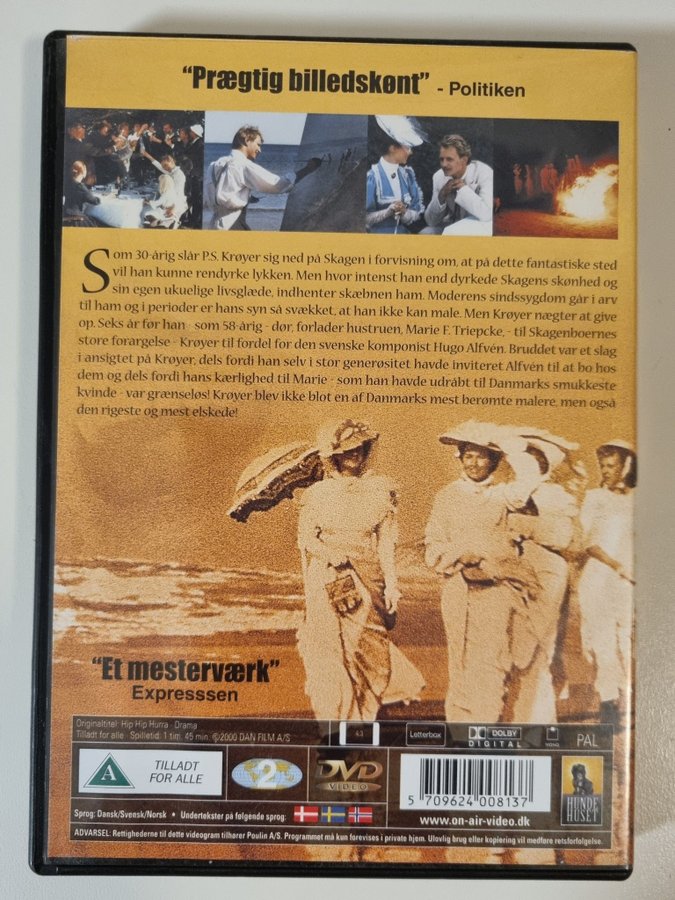 "Prægtig billedskønt" - Politiken
Som 30-årig slår P.S. Krøyer sig ned på Skagen i forvisning om, at på dette fantastiske sted
vil han kunne rendyrke lykken. Men hvor intenst han end dyrkede Skagens skønhed og
sin egen ukuelige livsglæde, indhenter skæbnen ham. Moderens sindssygdom går i arv
til ham og i perioder er hans syn så svækket, at han ikke kan male. Men Krøyer nægter at give
op. Seks år før han - som 58-årig - dør, forlader hustruen, Marie F. Triepcke, - til Skagenboernes
store forargelse - Krøyer til fordel for den svenske komponist Hugo Alfvén. Bruddet var et slag
i ansigtet på Krøyer, dels fordi han selv i stor generøsitet havde inviteret Alfvén til at bo hos
dem og dels fordi hans kærlighed til Marie - som han havde udråbt til Danmarks smukkeste
kvinde - var grænseløs! Krøyer blev ikke blot en af Danmarks mest berømte malere, men også
den rigeste og mest elskede!
"Et mesterværk"
Expresssen
Originaltitel: Hip Hip Hurra - Drama
Tilladt for alle - Spilletid: 1 tim. 45 min. ©2000 DAN FILM A/S
4:3
Letterbox
DOLBY
DIGITAL
MONO
PAL
A
TILLADT
FOR ALLE
2
DVD
VIDEO
5 709624 008137
www.on-air-video.dk
HUNDE
HUSET
Sprog: Dansk/Svensk/Norsk • Undertekster på følgende sprog:
ADVARSEL: Rettighederne til dette videogram tilhører Poulin A/S. Programmet må kun forevises i private hjem. Ulovlig brug eller kopiering vil medføre retsforfølgelse.